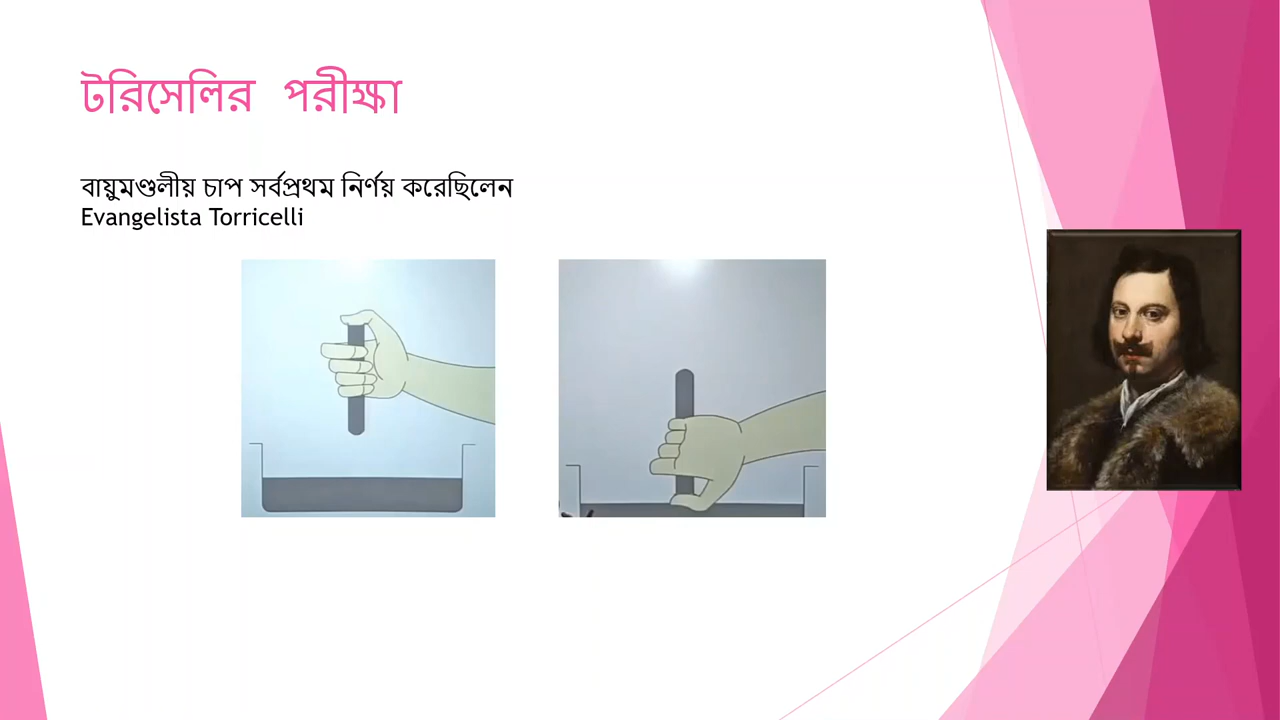 টরিসেলির পরীক্ষা
বায়ুমণ্ডলীয় চাপ সর্বপ্রথম নির্ণয় করেছিলেন
Evangelista Torricelli